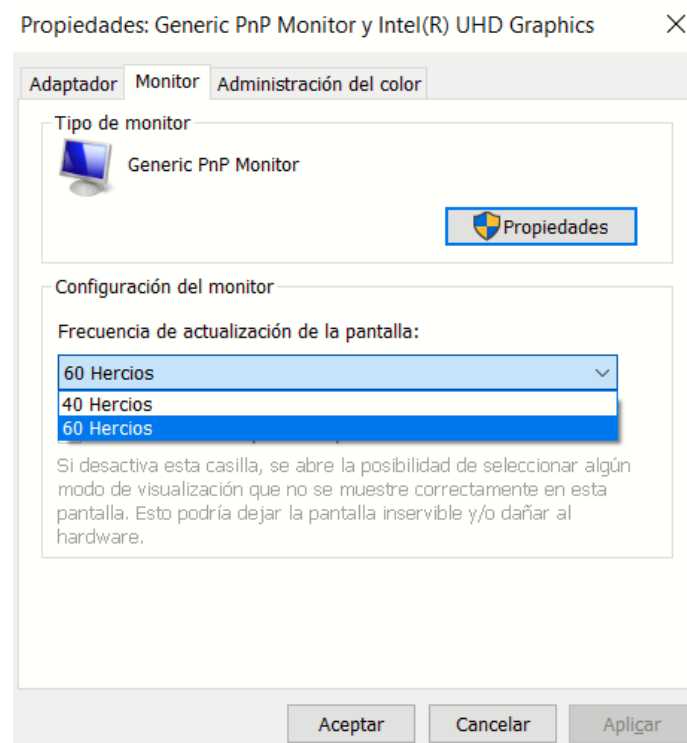 Propiedades: Generic PnP Monitor y Intel(R) UHD Graphics
Adaptador Monitor Administración del color
Tipo de monitor
Generic PnP Monitor
Propiedades
Configuración del monitor
Frecuencia de actualización de la pantalla:
60 Hercios
40 Hercios
60 Hercios
Si desactiva esta casilla, se abre la posibilidad de seleccionar algún
modo de visualización que no se muestre correctamente en esta
pantalla. Esto podría dejar la pantalla inservible y/o dañar al
hardware.
Aceptar Cancelar Aplicar